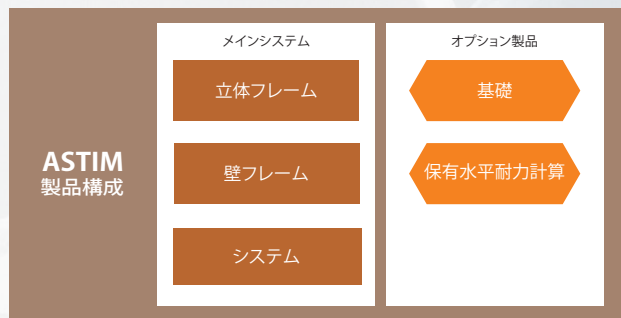 ASTIM
製品構成
メインシステム
立体フレーム
壁フレーム
システム
オプション製品
基礎
保有水平耐力計算